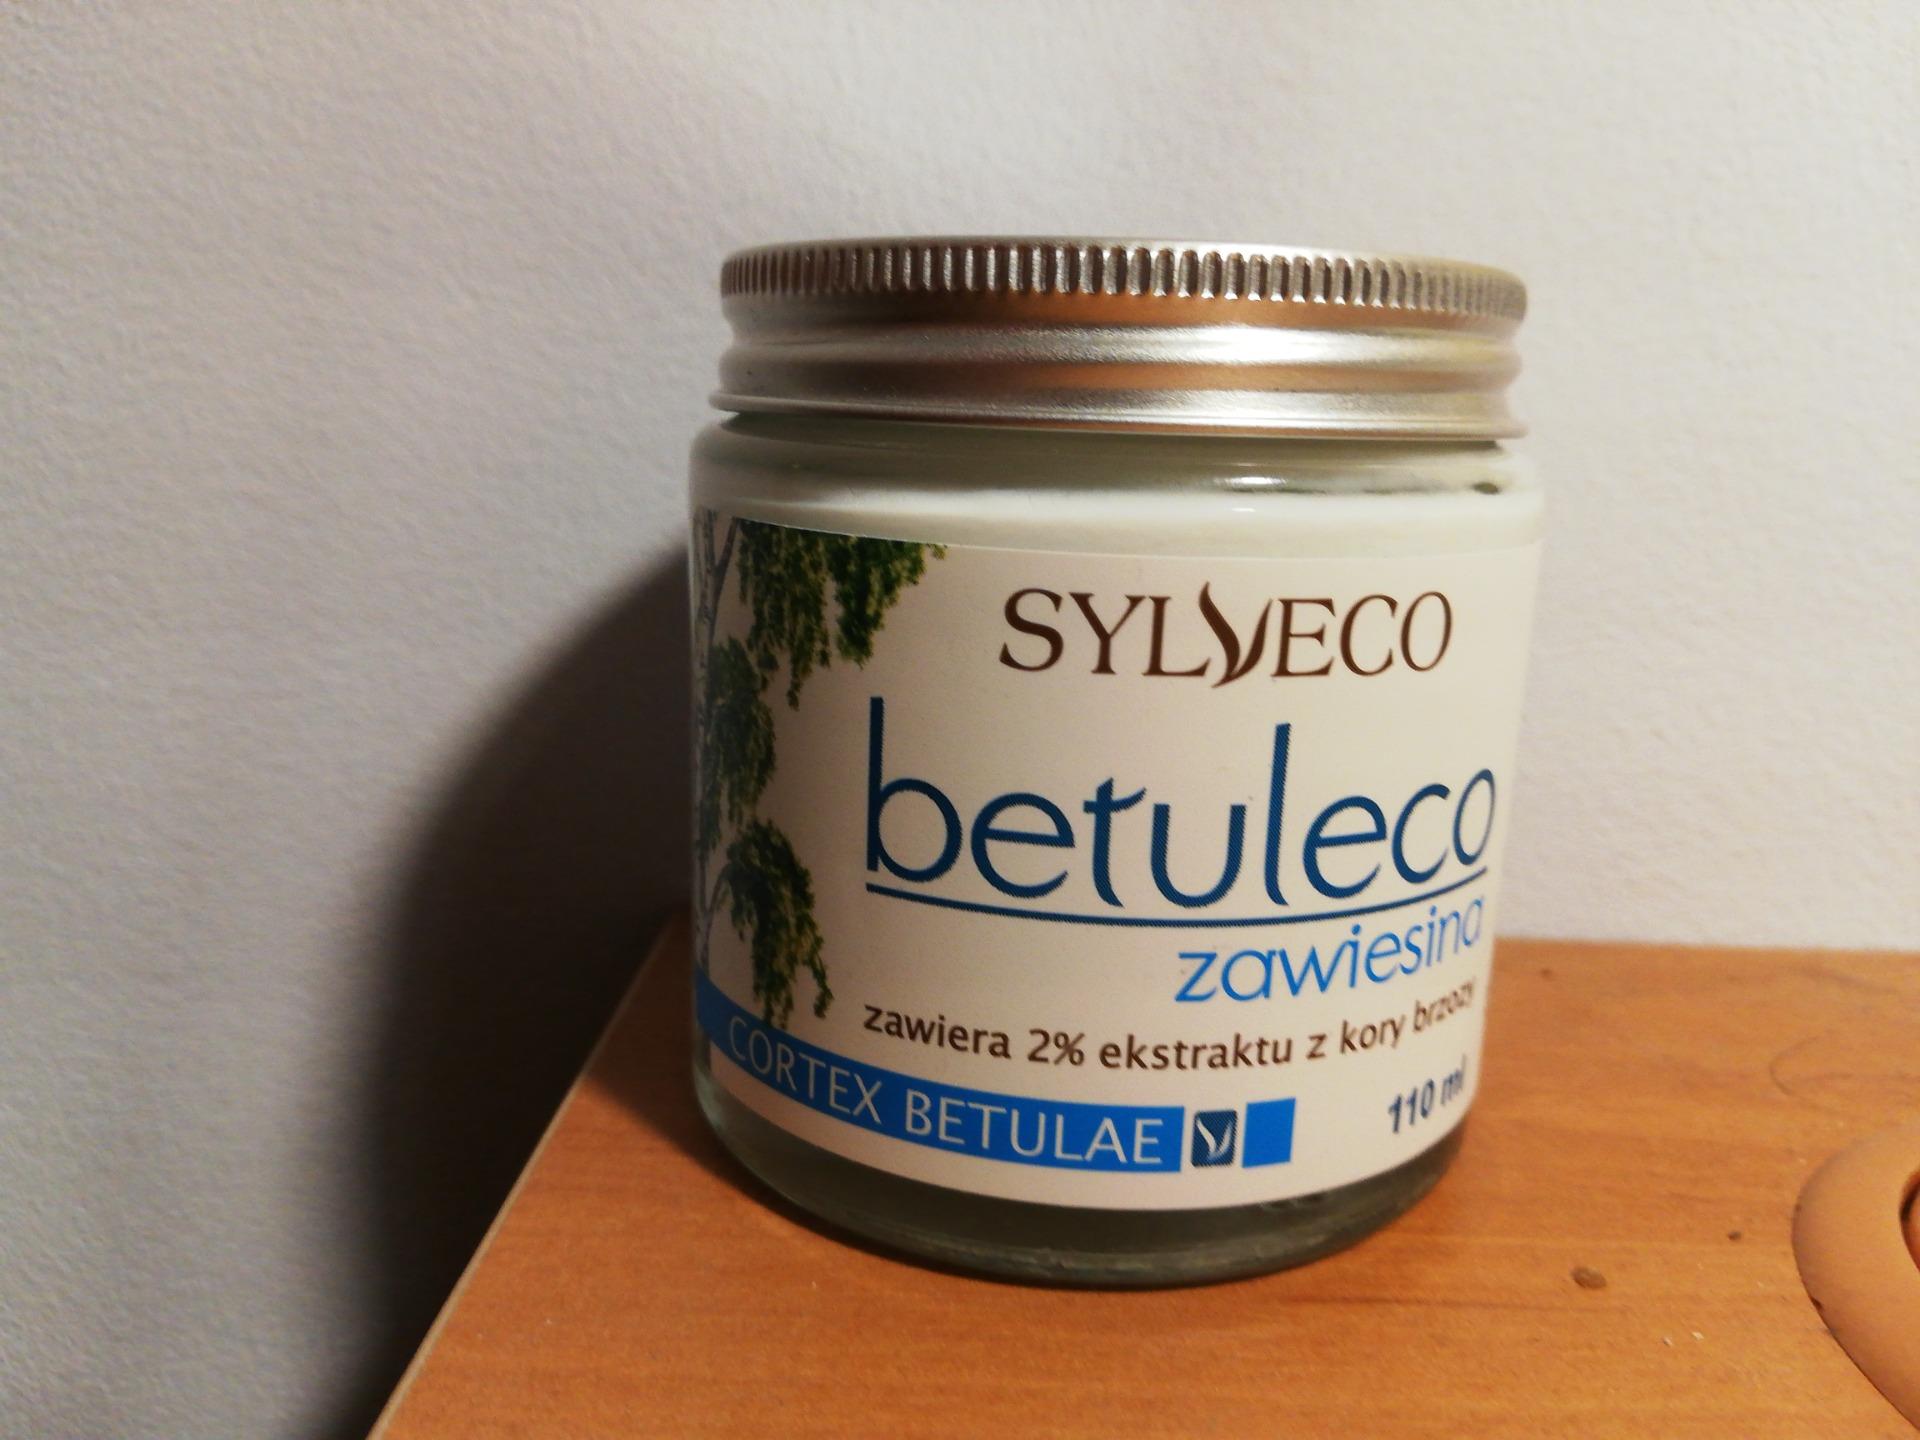 SYLVECO
betuleco
zawiesina
zawiera 2% ekstraktu z kory brzozy
CORTEX BETULAE
110 ml